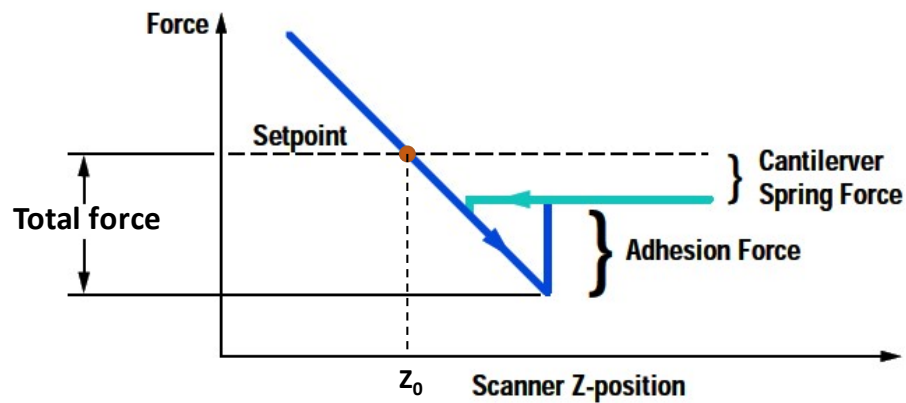 Force
Setpoint
Cantilerver
Spring Force
Total force
Adhesion Force
Z₀
Scanner Z-position